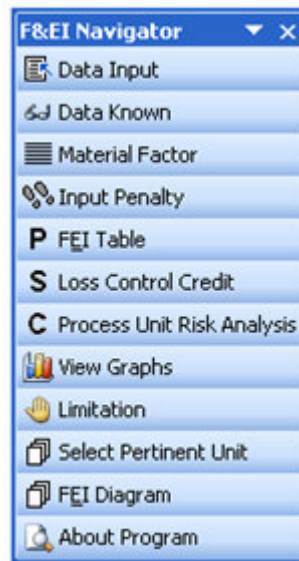 F&EI Navigator
Data Input
Data Known
Material Factor
Input Penalty
P FEI Table
S Loss Control Credit
C Process Unit Risk Analysis
View Graphs
Limitation
Select Pertinent Unit
FEI Diagram
About Program